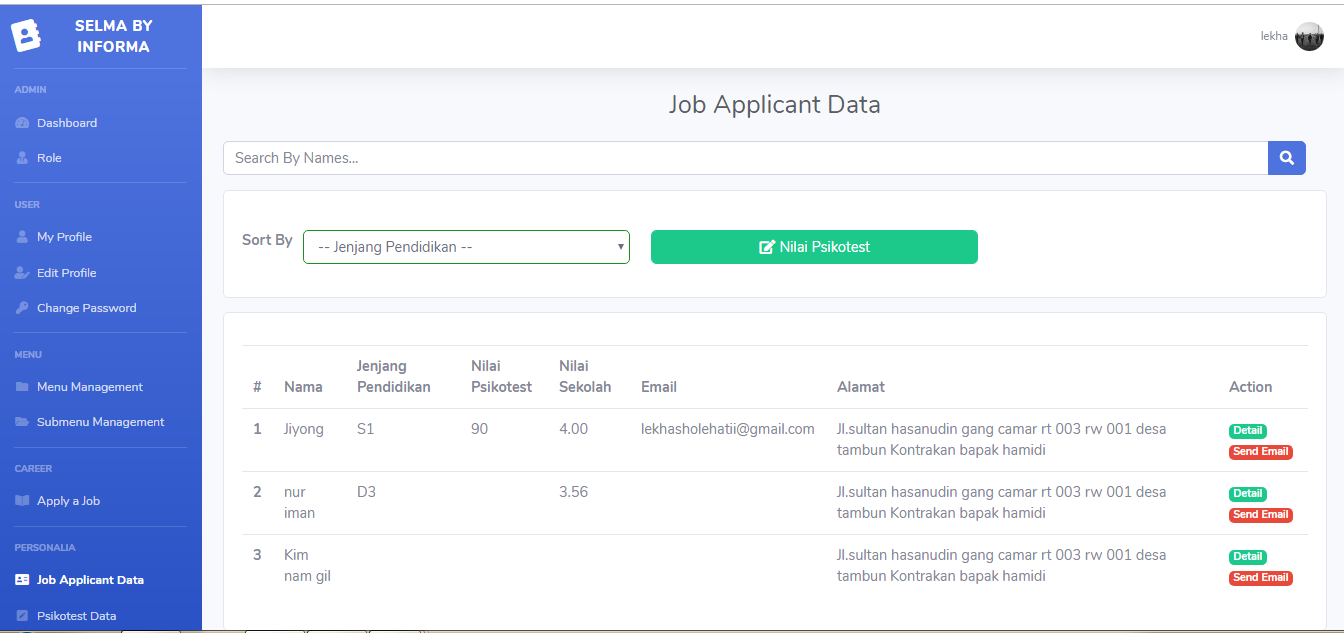 SELMA BY
INFORMA
lekha
ADMIN
Dashboard
Role
USER
My Profile
Edit Profile
Change Password
MENU
Menu Management
Submenu Management
CAREER
Apply a Job
PERSONALIA
Job Applicant Data
Psikotest Data
Job Applicant Data
Search By Names...
Sort By
-- Jenjang Pendidikan --
Nilai Psikotest
# Nama Jenjang Pendidikan Nilai Psikotest Nilai Sekolah Email Alamat Action
1 Jiyong S1 90 4.00 lekhasholehatii@gmail.com Jl.sultan hasanudin gang camar rt 003 rw 001 desa Detail
tambun Kontrakan bapak hamidi Send Email
2 nur D3 3.56 Jl.sultan hasanudin gang camar rt 003 rw 001 desa Detail
iman tambun Kontrakan bapak hamidi Send Email
3 Kim Jl.sultan hasanudin gang camar rt 003 rw 001 desa Detail
nam gil tambun Kontrakan bapak hamidi Send Email